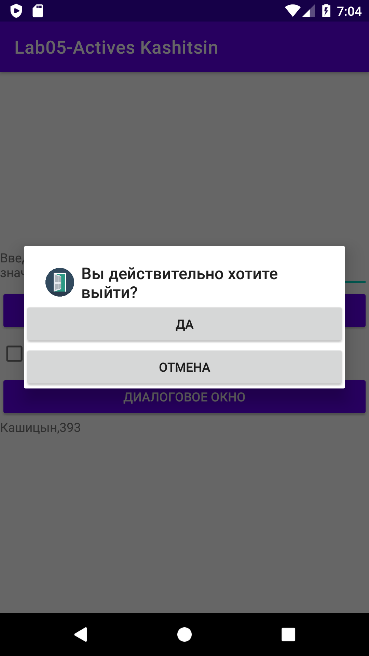 7:04
Lab05-Actives Kashitsin
Вы действительно хотите
выйти?
ДА
ОТМЕНА
ДИАЛОГОВОЕ ОКНО
Кашицын,393